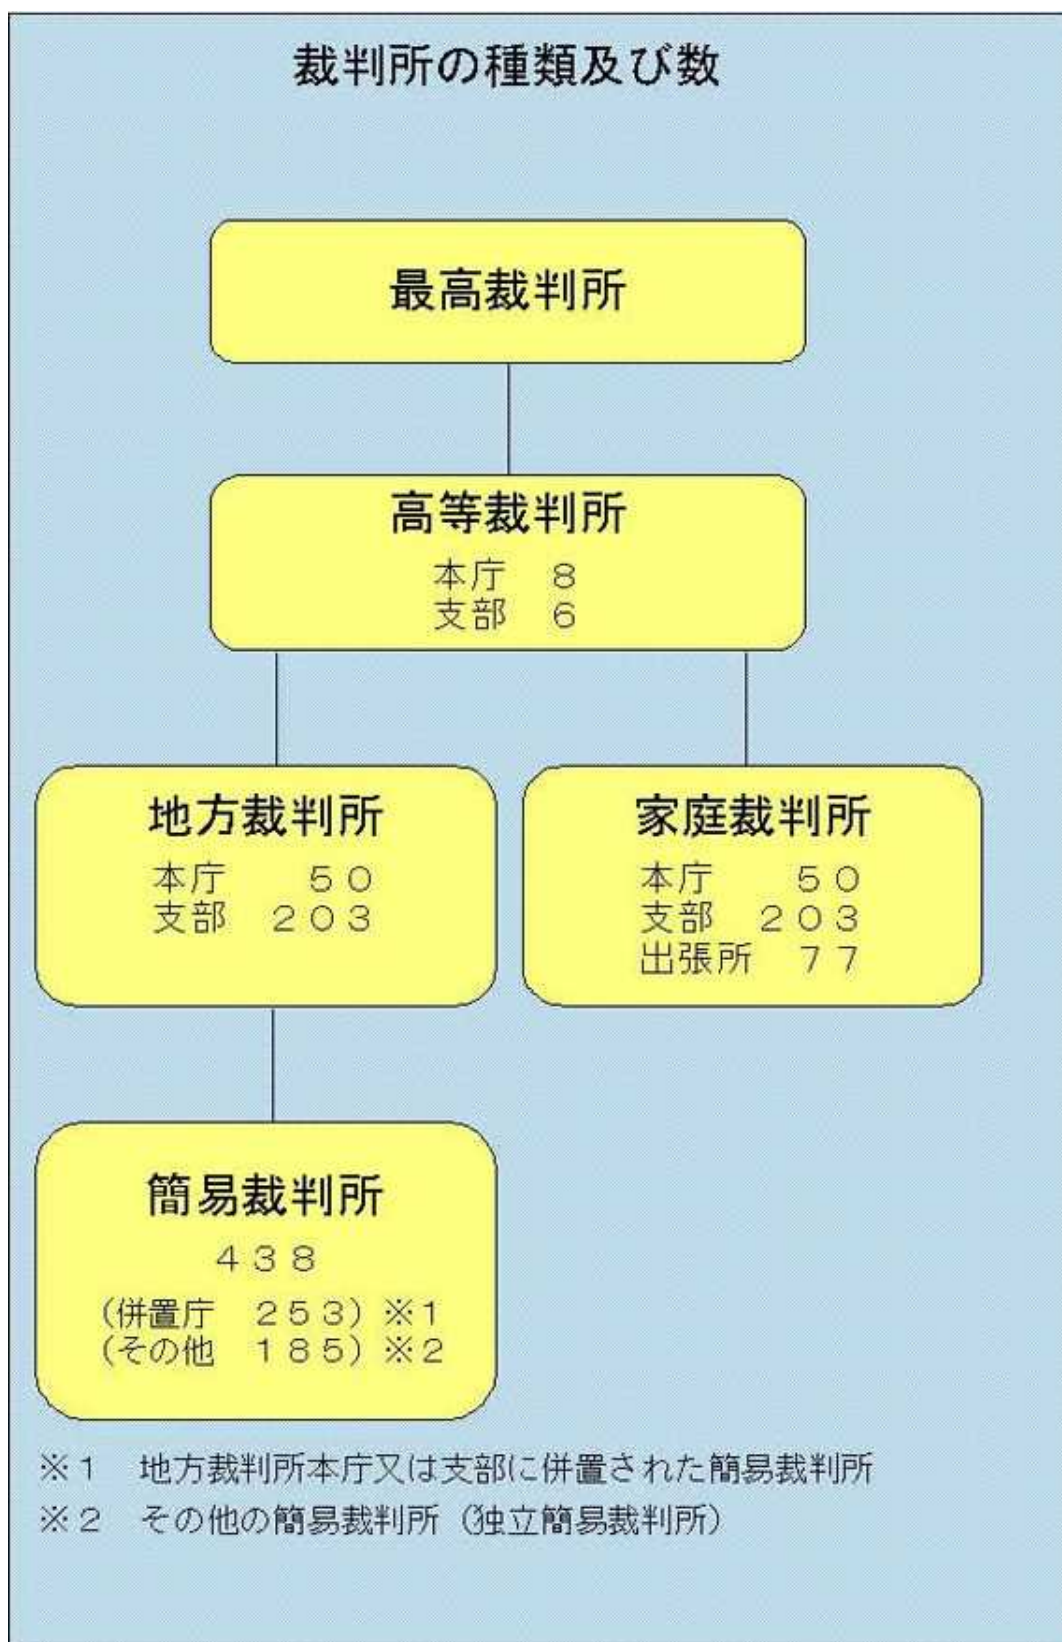 裁判所の種類及び数
最高裁判所
高等裁判所
本庁　８
支部　６
地方裁判所
本庁　　５０
支部　２０３
家庭裁判所
本庁　　５０
支部　２０３
出張所　７７
簡易裁判所
４３８
（併置庁　２５３）※１
（その他　１８５）※２
※１　地方裁判所本庁又は支部に併置された簡易裁判所
※２　その他の簡易裁判所（独立簡易裁判所）